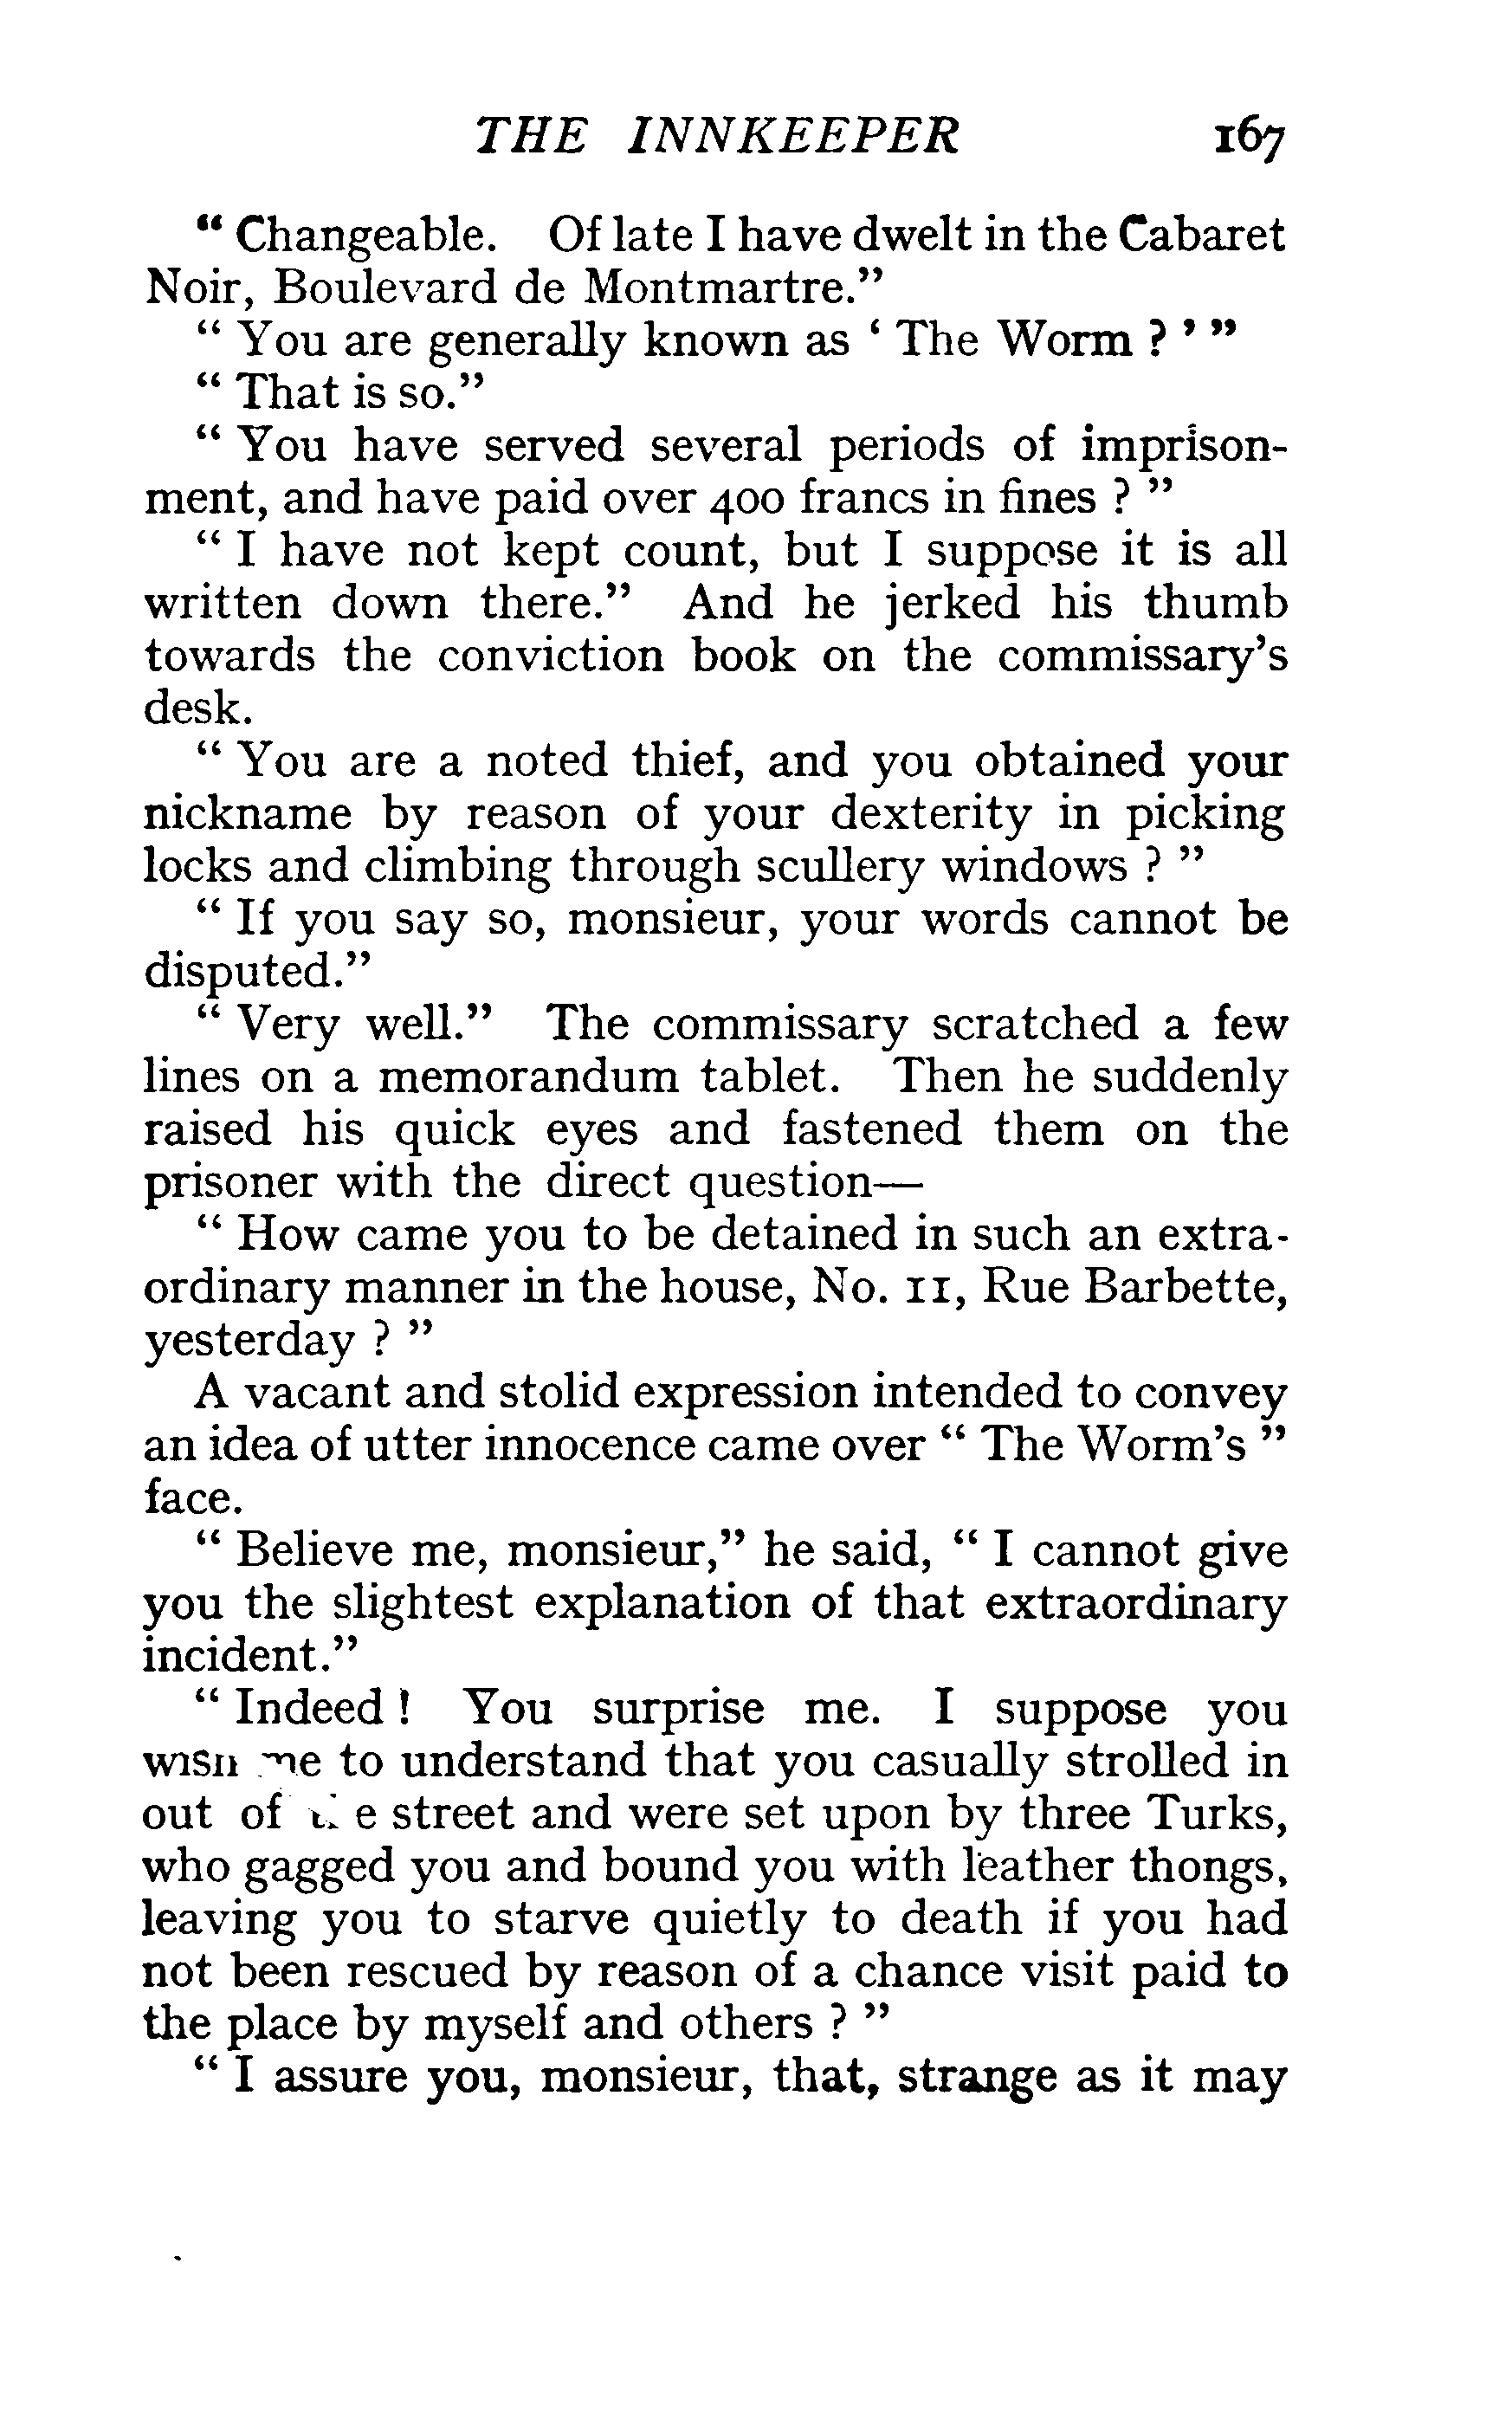 THE INNKEEPER 167
“ Changeable. Of late I have dwelt in the Cabaret
Noir, Boulevard de Montmartre.”
“ You are generally known as ‘ The Worm ? ’ ”
“ That is so.”
“ You have served several periods of imprison-
ment, and have paid over 400 francs in fines ? ”
“ I have not kept count, but I suppose it is all
written down there.” And he jerked his thumb
towards the conviction book on the commissary’s
desk.
“ You are a noted thief, and you obtained your
nickname by reason of your dexterity in picking
locks and climbing through scullery windows ? ”
“ If you say so, monsieur, your words cannot be
disputed.”
“ Very well.” The commissary scratched a few
lines on a memorandum tablet. Then he suddenly
raised his quick eyes and fastened them on the
prisoner with the direct question—
“ How came you to be detained in such an extra-
ordinary manner in the house, No. 11, Rue Barbette,
yesterday ? ”
A vacant and stolid expression intended to convey
an idea of utter innocence came over “ The Worm’s ”
face.
“ Believe me, monsieur,” he said, “ I cannot give
you the slightest explanation of that extraordinary
incident.”
“ Indeed ! You surprise me. I suppose you
wish me to understand that you casually strolled in
out of the street and were set upon by three Turks,
who gagged you and bound you with leather thongs,
leaving you to starve quietly to death if you had
not been rescued by reason of a chance visit paid to
the place by myself and others ? ”
“ I assure you, monsieur, that, strange as it may